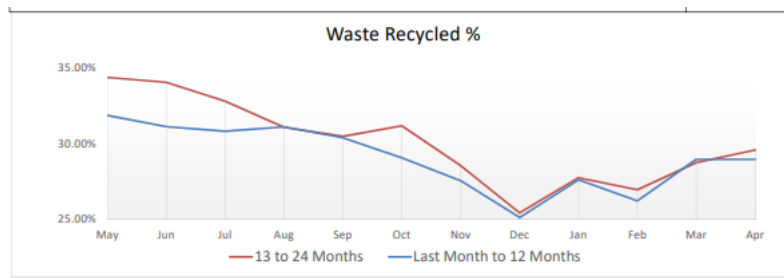 Waste Recycled %
35.00%
30.00%
25.00%
May Jun Jul Aug Sep Oct Nov Dec Jan Feb Mar Apr
13 to 24 Months Last Month to 12 Months